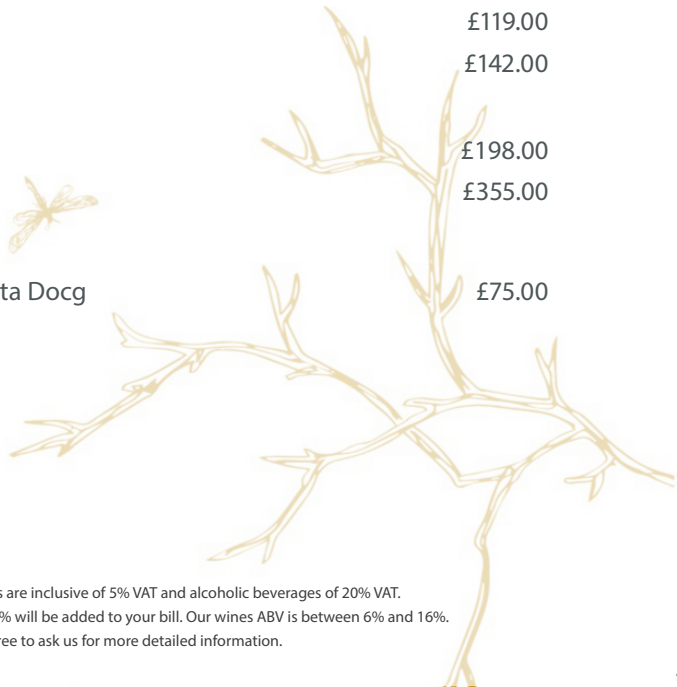 £119.00
£142.00
£198.00
£355.00
ta Docg £75.00
s are inclusive of 5% VAT and alcoholic beverages of 20% VAT.
% will be added to your bill. Our wines ABV is between 6% and 16%.
ree to ask us for more detailed information.